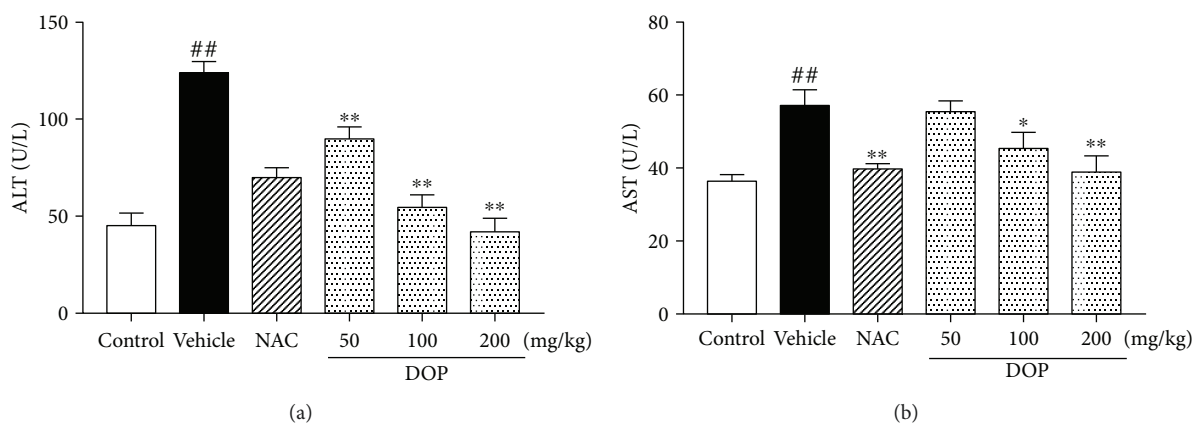 150
100
50
0
ALT (U/L)
##
**
**
**
Control Vehicle NAC 50 100 200 (mg/kg)
DOP
(a)
80
60
40
20
0
AST (U/L)
##
**
*
**
Control Vehicle NAC 50 100 200 (mg/kg)
DOP
(b)